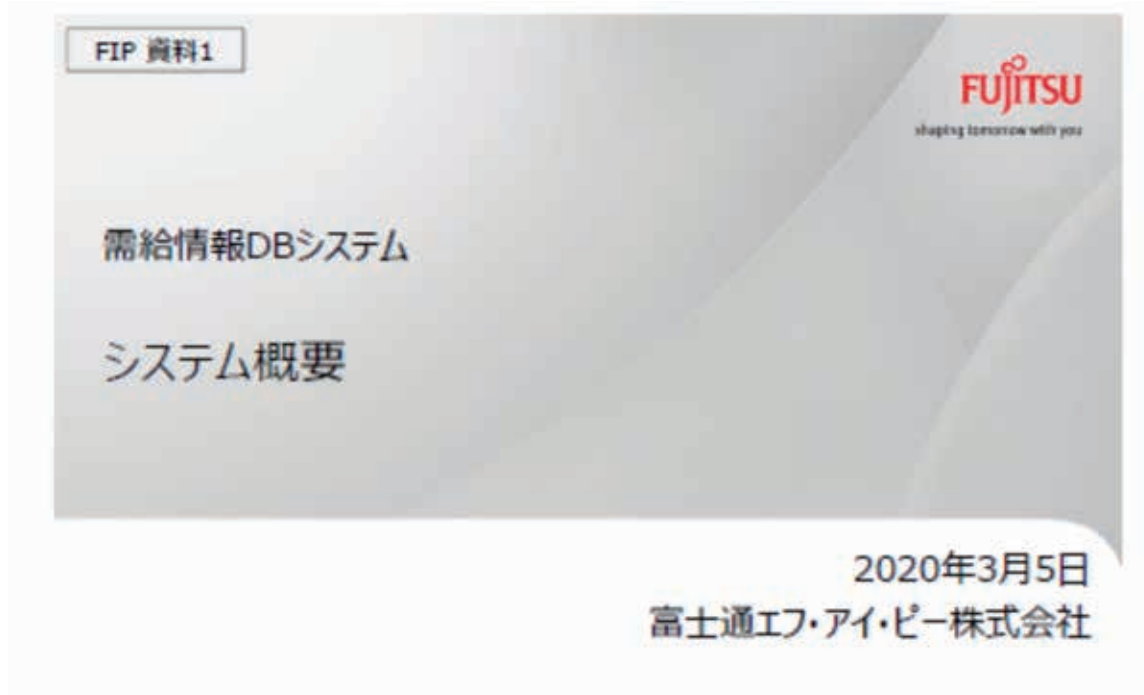 FIP 資料1
FUJITSU
shaping tomorrow with you
需給情報DBシステム
システム概要
2020年3月5日
富士通エフ・アイ・ピー株式会社